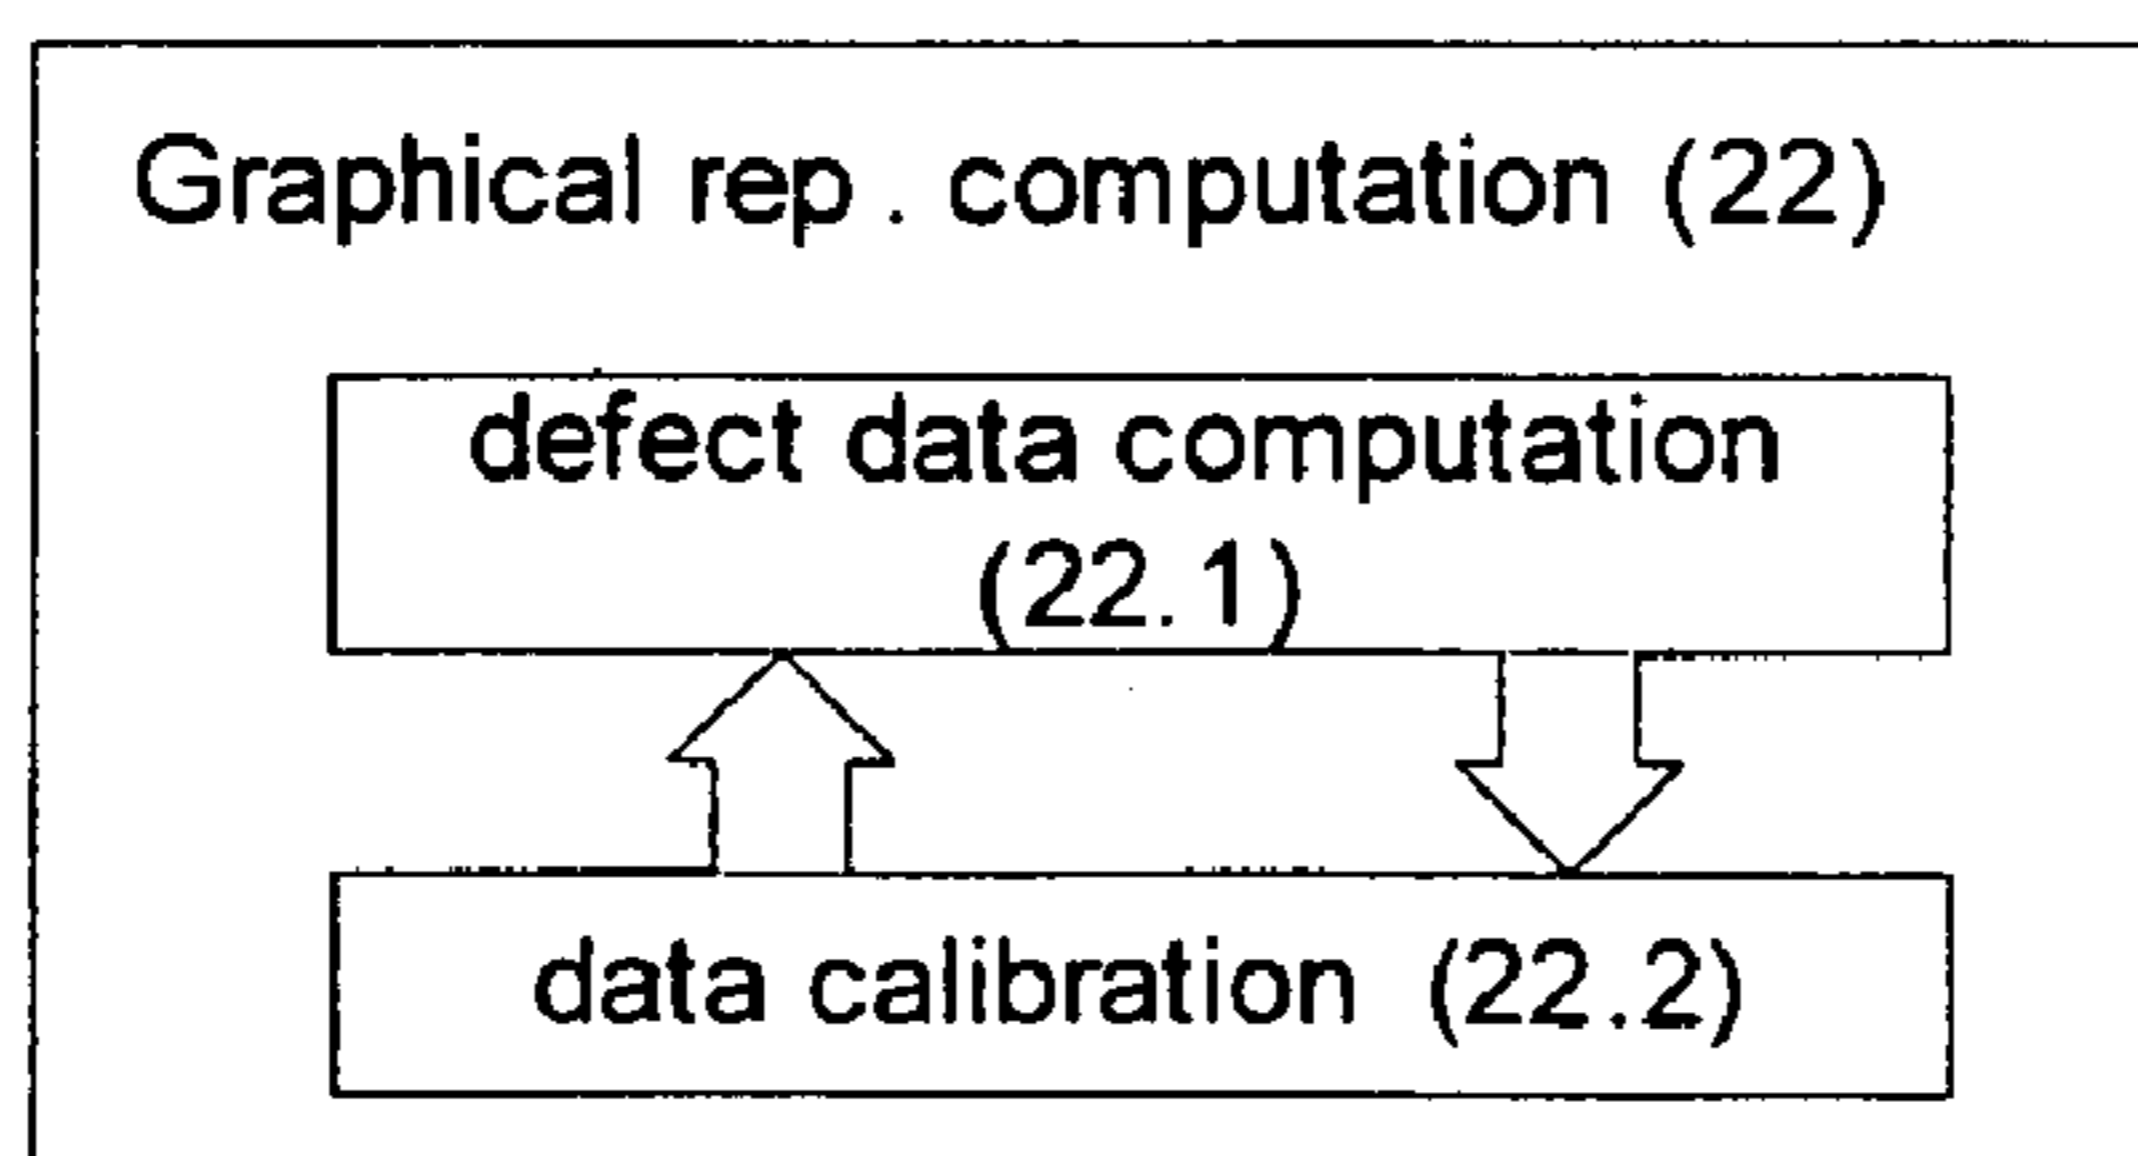 Graphical rep. computation (22)
defect data computation
(22.1)
data calibration (22.2)